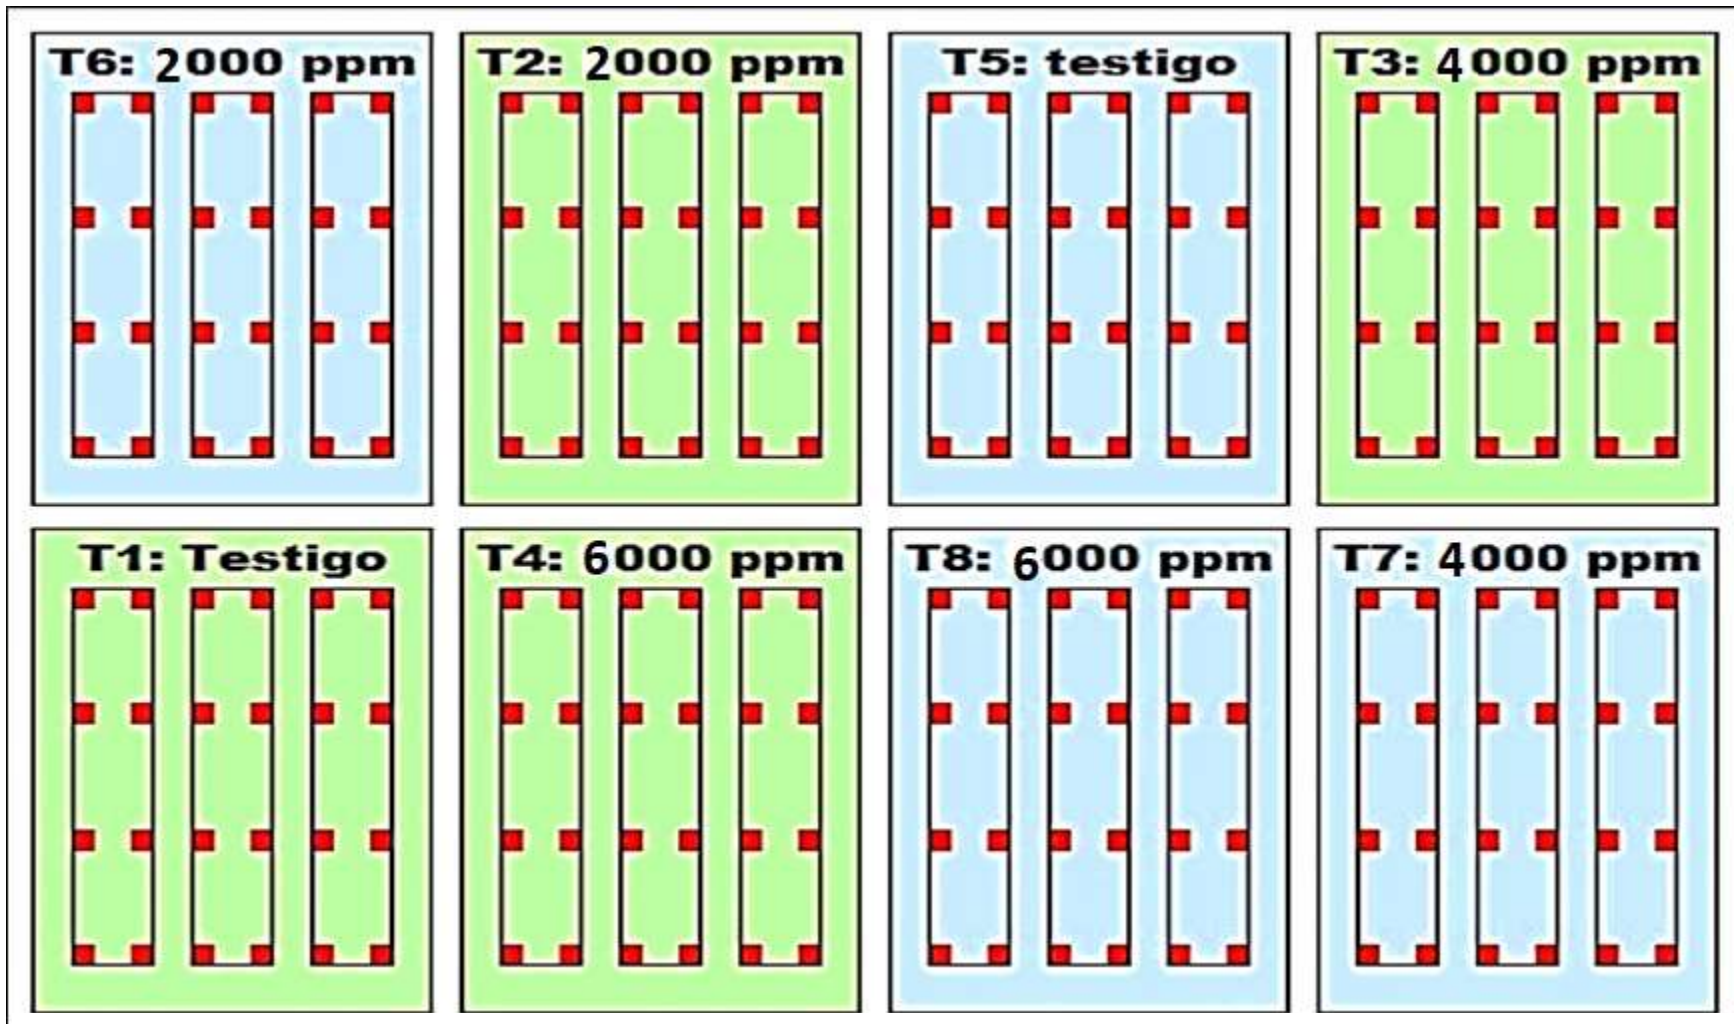 T6: 2000 ppm
T2: 2000 ppm
T5: testigo
T3: 4000 ppm
T1: Testigo
T4: 6000 ppm
T8: 6000 ppm
T7: 4000 ppm